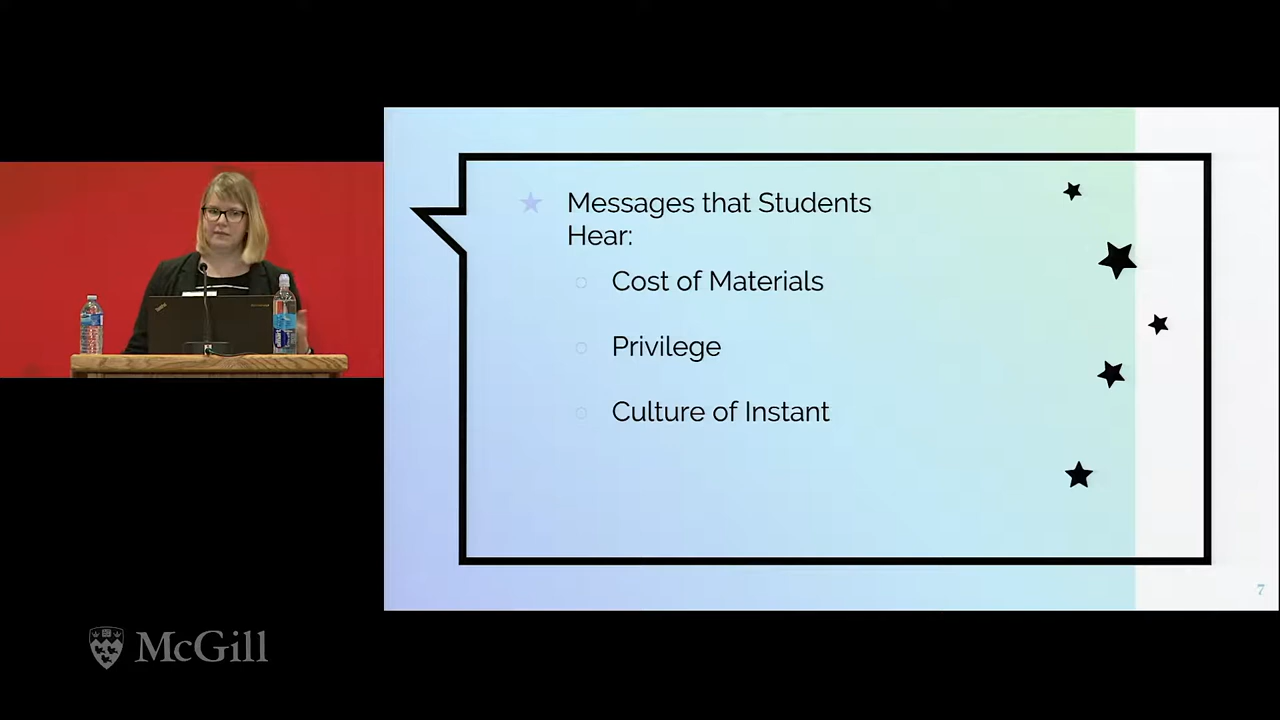 Messages that Students
Hear:
Cost of Materials
Privilege
Culture of Instant
7
McGill